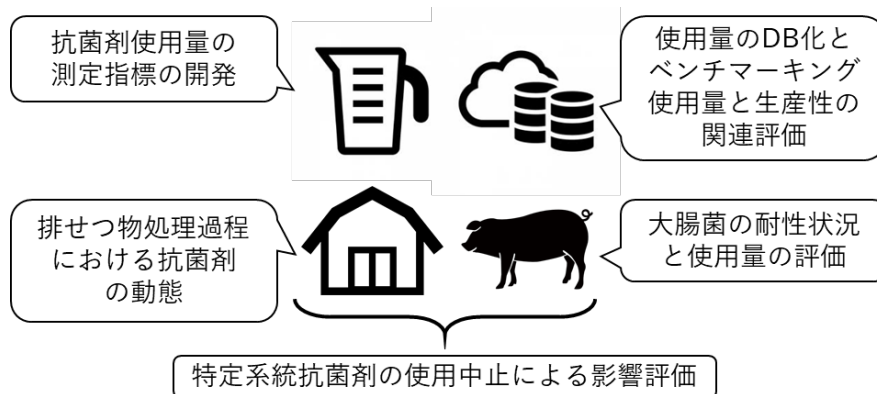 抗菌剤使用量の
測定指標の開発
使用量のDB化と
ベンチマーキング
使用量と生産性の
関連評価
排せつ物処理過程
における抗菌剤
の動態
大腸菌の耐性状況
と使用量の評価
特定系統抗菌剤の使用中止による影響評価